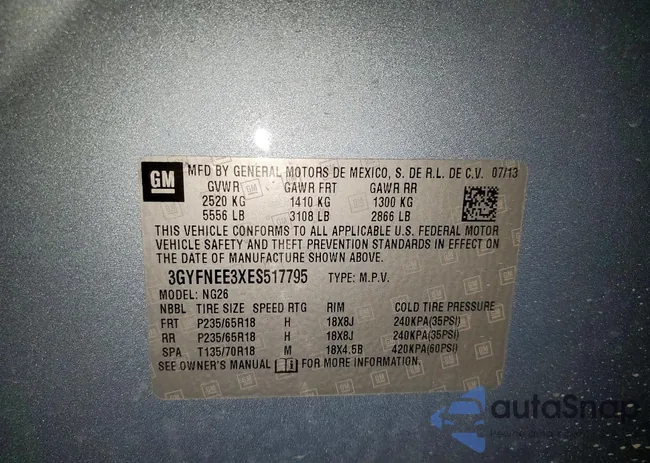 GM MFD BY GENERAL MOTORS DE MEXICO, S. DE R.L. DE C.V. 07/13
GVWR GAWR FRT GAWR RR
2520 KG 1410 KG 1300 KG
5556 LB 3108 LB 2866 LB
THIS VEHICLE CONFORMS TO ALL APPLICABLE U.S. FEDERAL MOTOR
VEHICLE SAFETY AND THEFT PREVENTION STANDARDS IN EFFECT ON
THE DATE OF MANUFACTURE SHOWN ABOVE.
3GYFNEE3XES517795 TYPE: M.P.V.
MODEL: NG26
NBBL TIRE SIZE SPEED RTG RIM COLD TIRE PRESSURE
FRT P235/65R18 H 18X8J 240KPA(35PSI)
RR P235/65R18 H 18X8J 240KPA(35PSI)
SPA T135/70R18 M 18X4.5B 420KPA(60PSI)
SEE OWNER'S MANUAL FOR MORE INFORMATION.
autoSnap